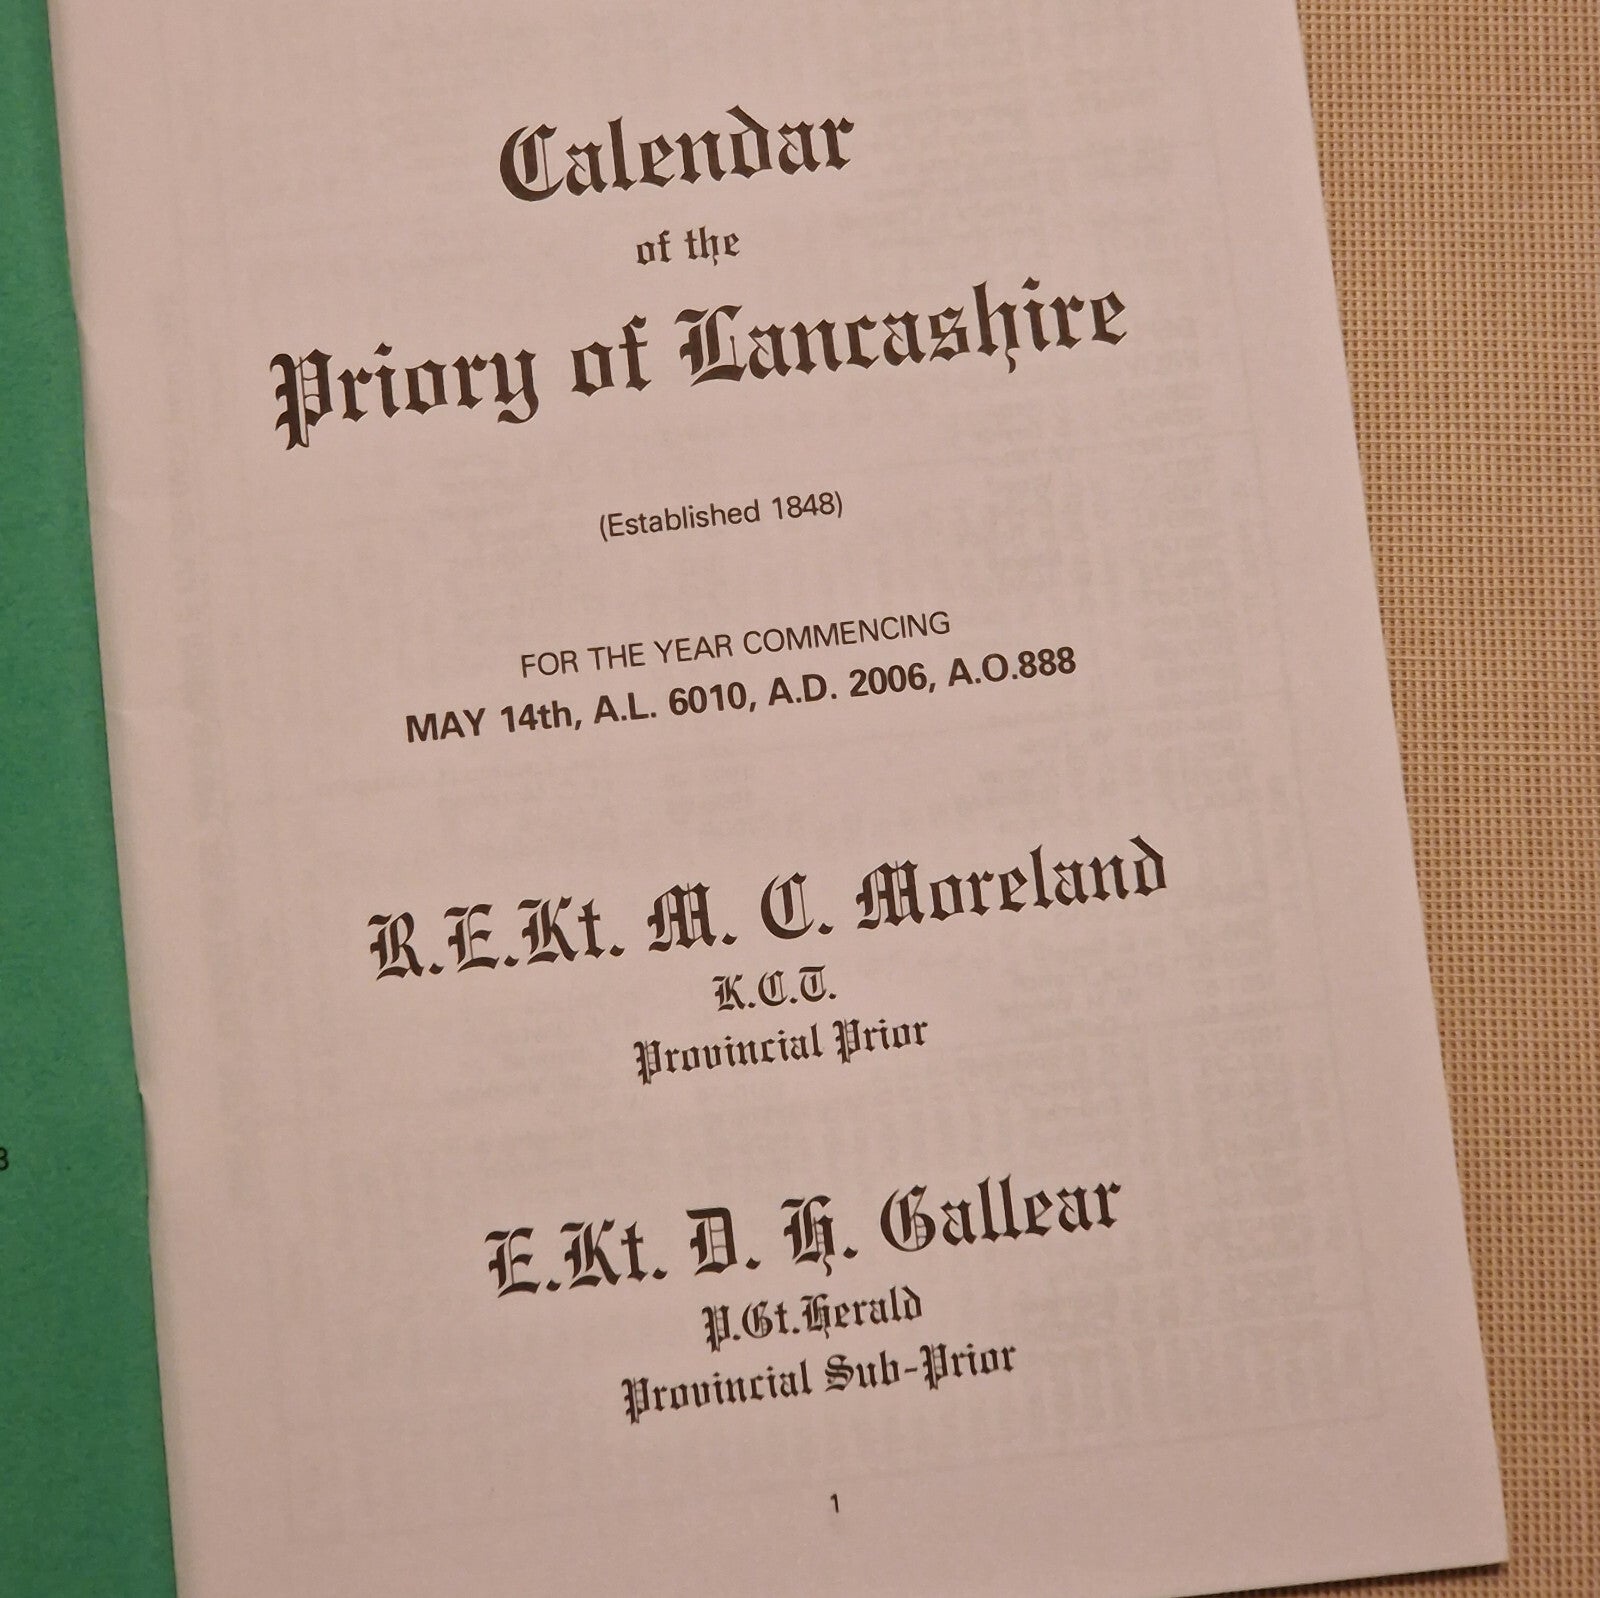 Calendar
of the
Priory of Lancashire
(Established 1848)
FOR THE YEAR COMMENCING
MAY 14th, A.L. 6010, A.D. 2006, A.O.888
R.E.Kt. M. C. Moreland
K.C.T.
Provincial Prior
E.Kt. D. H. Gallear
P.Gt.Herald
Provincial Sub-Prior
1